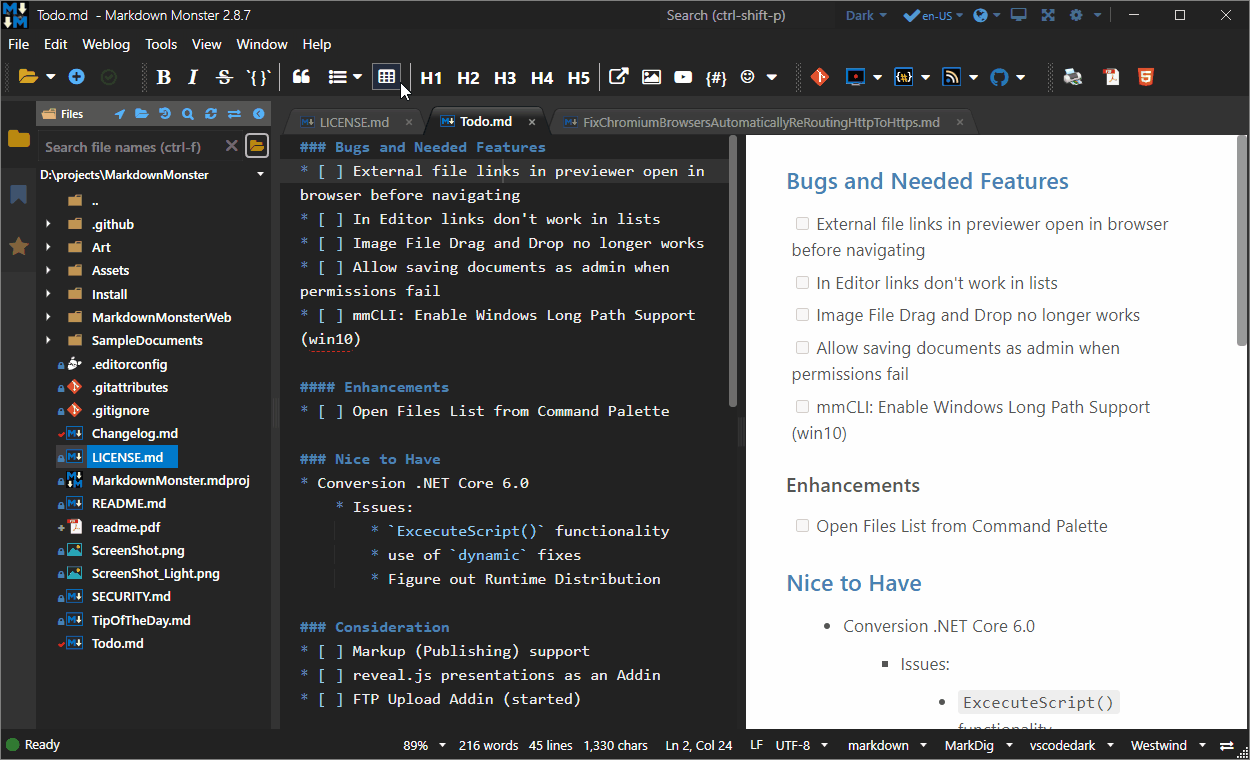 Todo.md - Markdown Monster 2.8.7
Search (ctrl-shift-p)
Dark
en-US
File Edit Weblog Tools View Window Help
B I S `{}` H1 H2 H3 H4 H5 {#}
Files
LICENSE.md
Todo.md
FixChromiumBrowsersAutomaticallyReRoutingHttpToHttps.md
Search file names (ctrl-f)
D:\projects\MarkdownMonster
..
.github
Art
Assets
Install
MarkdownMonsterWeb
SampleDocuments
.editorconfig
.gitattributes
.gitignore
Changelog.md
LICENSE.md
MarkdownMonster.mdproj
README.md
readme.pdf
ScreenShot.png
ScreenShot_Light.png
SECURITY.md
TipOfTheDay.md
Todo.md
### Bugs and Needed Features
* [ ] External file links in previewer open in
browser before navigating
* [ ] In Editor links don't work in lists
* [ ] Image File Drag and Drop no longer works
* [ ] Allow saving documents as admin when
permissions fail
* [ ] mmCLI: Enable Windows Long Path Support
(win10)
#### Enhancements
* [ ] Open Files List from Command Palette
### Nice to Have
* Conversion .NET Core 6.0
* Issues:
* `ExcecuteScript()` functionality
* use of `dynamic` fixes
* Figure out Runtime Distribution
### Consideration
* [ ] Markup (Publishing) support
* [ ] reveal.js presentations as an Addin
* [ ] FTP Upload Addin (started)
Bugs and Needed Features
External file links in previewer open in browser
before navigating
In Editor links don't work in lists
Image File Drag and Drop no longer works
Allow saving documents as admin when
permissions fail
mmCLI: Enable Windows Long Path Support
(win10)
Enhancements
Open Files List from Command Palette
Nice to Have
Conversion .NET Core 6.0
Issues:
ExcecuteScript()
functionality
Ready
89% 216 words 45 lines 1,330 chars Ln 2, Col 24 LF UTF-8 markdown MarkDig vscodedark Westwind